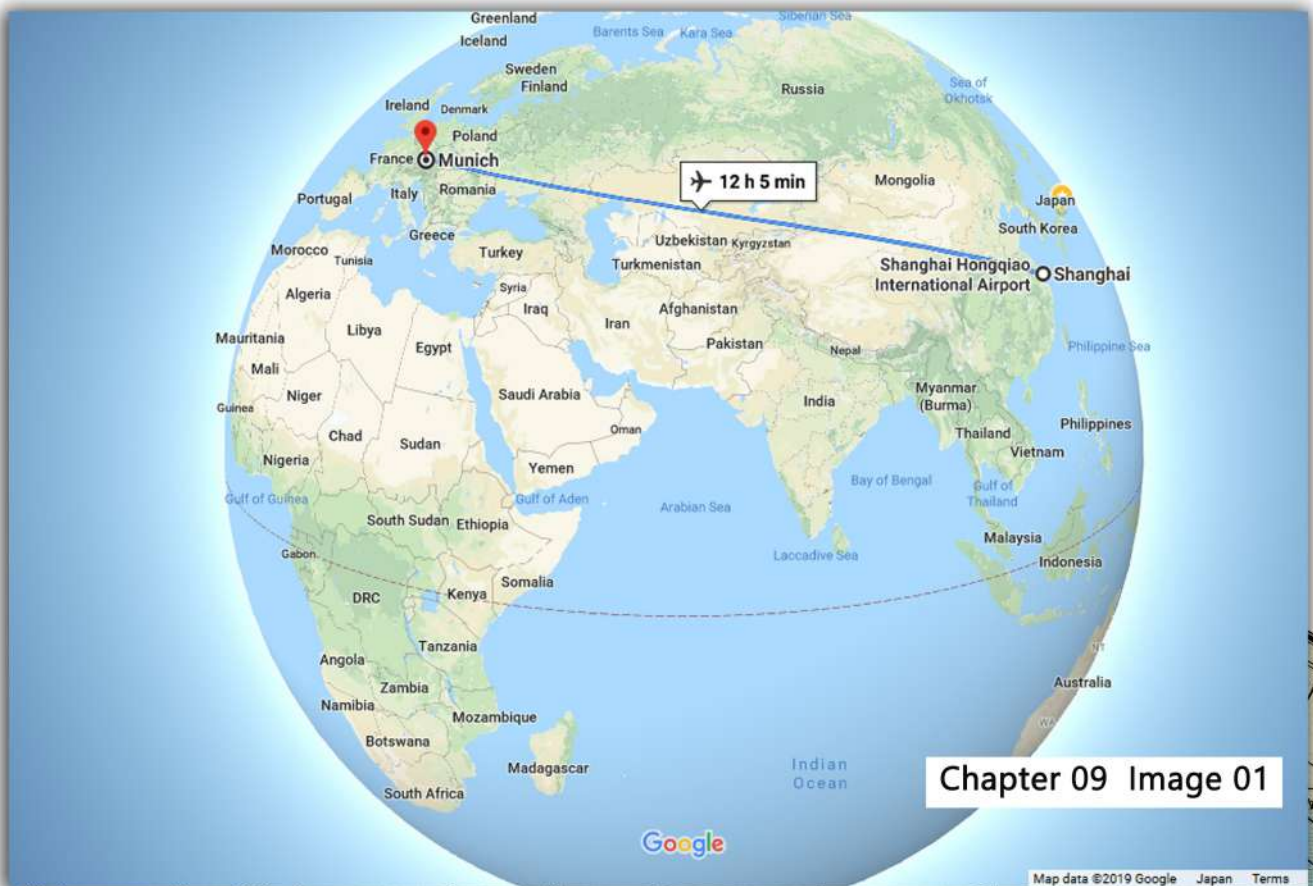 Greenland
Siberian Sea
Barents Sea Kara Sea
Iceland
Sweden
Finland
Russia
Sea of
Okhotsk
Ireland Denmark
Poland
France Munich
12 h 5 min
Mongolia
Portugal Italy Romania
Japan
South Korea
Greece
Morocco
Tunisia
Turkey
Uzbekistan Kyrgyzstan
Turkmenistan
Shanghai Hongqiao
International Airport
Shanghai
Algeria
Syria
Iraq
Iran
Afghanistan
Mauritania
Libya
Egypt
Pakistan
Nepal
Philippine Sea
Mali
Niger
Saudi Arabia
India
Myanmar
(Burma)
Guinea
Chad
Sudan
Oman
Thailand
Philippines
Vietnam
Nigeria
Yemen
Gulf of Guinea
Gulf of Aden
Arabian Sea
Bay of Bengal
Gulf of
Thailand
South Sudan Ethiopia
Malaysia
Gabon
Laccadive Sea
Indonesia
DRC
Kenya
Somalia
Tanzania
NT
Angola
Zambia
Australia
Namibia
Mozambique
WA
Botswana
Madagascar
Indian
Ocean
South Africa
Chapter 09 Image 01
Google
Map data ©2019 Google Japan Terms